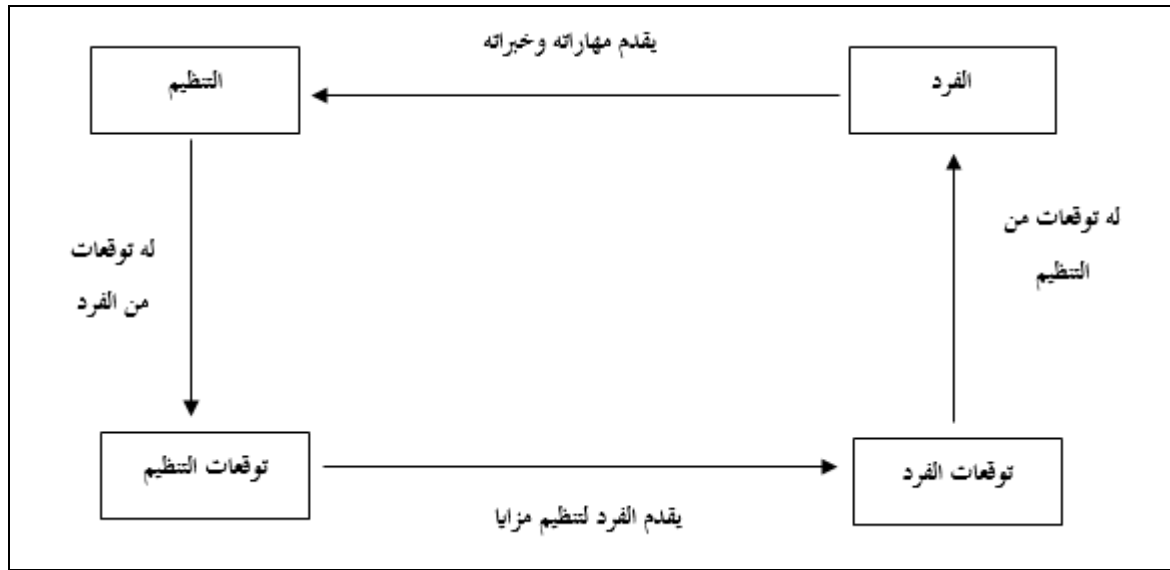 يقدم مهاراته وخبراته
الفرد
التنظيم
له توقعات من
التنظيم
له توقعات
من الفرد
توقعات الفرد
توقعات التنظيم
يقدم الفرد لتنظيم مزايا